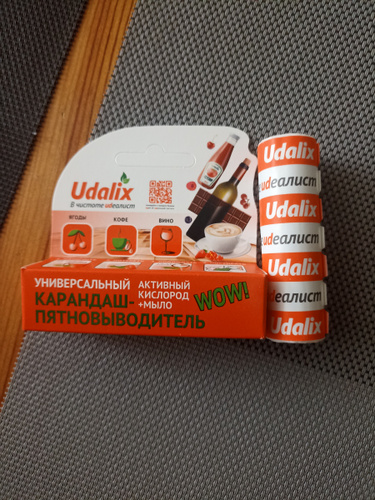 Udalix
В чистоте идеалист
ЯГОДЫ
КОФЕ
ВИНО
УНИВЕРСАЛЬНЫЙ
КАРАНДАШ-
ПЯТНОВЫВОДИТЕЛЬ
АКТИВНЫЙ
КИСЛОРОД
+МЫЛО
WOW!
Udalix
идеалист
Udalix
идеалист
Udalix
идеалист
Udalix